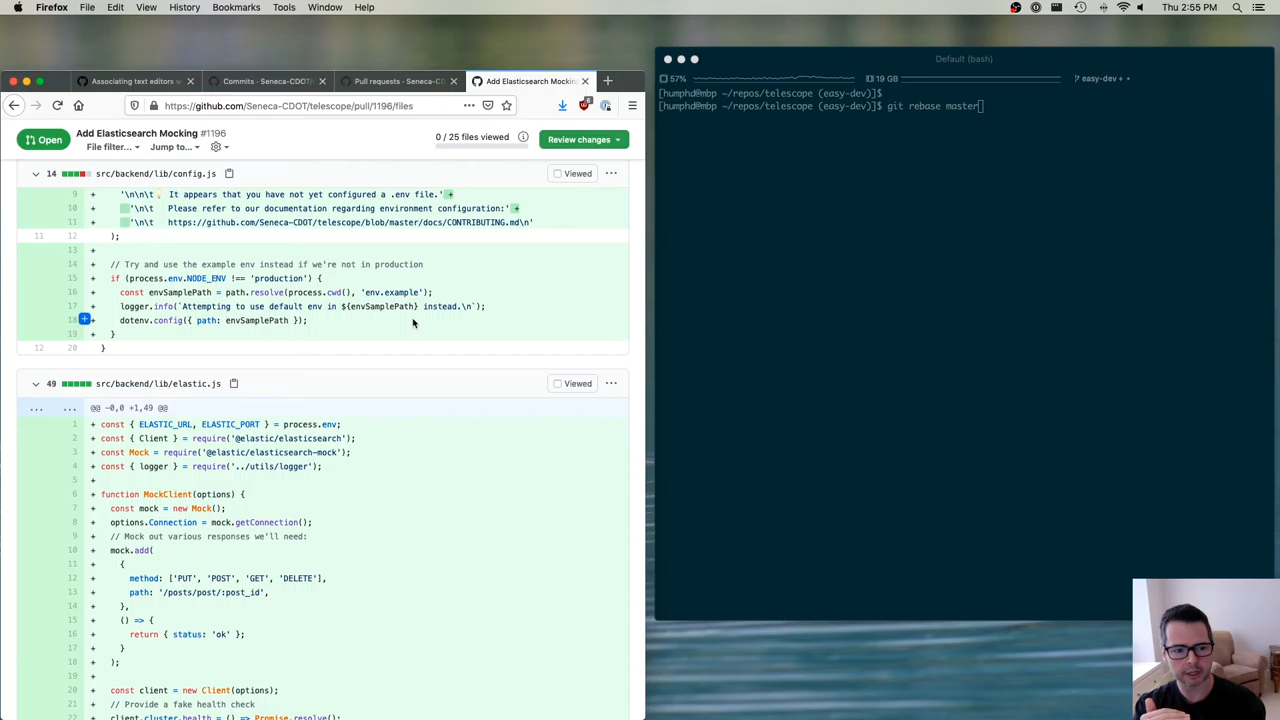 Firefox File Edit View History Bookmarks Tools Window Help
Thu 2:55 PM
Associating text editors w
Commits · Seneca-CDOT/
Pull requests · Seneca-CD
Add Elasticsearch Mocking
https://github.com/Seneca-CDOT/telescope/pull/1196/files
Open
Add Elasticsearch Mocking #1196
File filter... Jump to...
0 / 25 files viewed
Review changes
14 src/backend/lib/config.js
Viewed
9 + '\n\n\t💡 It appears that you have not yet configured a .env file.' +
10 + '\n\t   Please refer to our documentation regarding environment configuration:' +
11 + '\n\t   https://github.com/Seneca-CDOT/telescope/blob/master/docs/CONTRIBUTING.md\n'
11 12 );
13 +
14 + // Try and use the example env instead if we're not in production
15 + if (process.env.NODE_ENV !== 'production') {
16 + const envSamplePath = path.resolve(process.cwd(), 'env.example');
17 + logger.info(`Attempting to use default env in ${envSamplePath} instead.\n`);
18 + dotenv.config({ path: envSamplePath });
19 + }
12 20 }
49 src/backend/lib/elastic.js
Viewed
... ... @@ -0,0 +1,49 @@
1 + const { ELASTIC_URL, ELASTIC_PORT } = process.env;
2 + const { Client } = require('@elastic/elasticsearch');
3 + const Mock = require('@elastic/elasticsearch-mock');
4 + const { logger } = require('../utils/logger');
5 +
6 + function MockClient(options) {
7 + const mock = new Mock();
8 + options.Connection = mock.getConnection();
9 + // Mock out various responses we'll need:
10 + mock.add(
11 + {
12 + method: ['PUT', 'POST', 'GET', 'DELETE'],
13 + path: '/posts/post/:post_id',
14 + },
15 + () => {
16 + return { status: 'ok' };
17 + }
18 + );
19 +
20 + const client = new Client(options);
21 + // Provide a fake health check
22 + client.cluster.health = () => Promise.resolve();
Default (bash)
57% 19 GB easy-dev + •
[humphd@mbp ~/repos/telescope (easy-dev)]$
[humphd@mbp ~/repos/telescope (easy-dev)]$ git rebase master